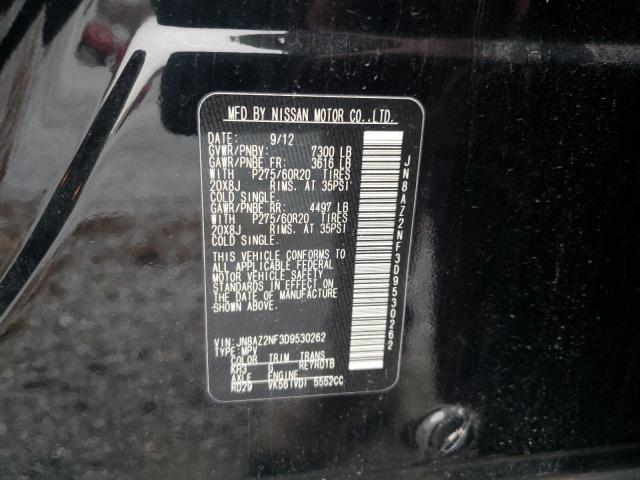 MFD BY NISSAN MOTOR CO.,LTD.
DATE: 9/12
GVWR/PNBV: 7300 LB
GAWR/PNBE FR: 3616 LB
WITH P275/60R20 TIRES
20X8J RIMS. AT 35PSI
COLD SINGLE.
GAWR/PNBE RR: 4497 LB
WITH P275/60R20 TIRES
20X8J RIMS. AT 35PSI
COLD SINGLE.
THIS VEHICLE CONFORMS TO
ALL APPLICABLE FEDERAL
MOTOR VEHICLE SAFETY
STANDARDS IN EFFECT ON
THE DATE OF MANUFACTURE
SHOWN ABOVE.
VIN: JN8AZ2NF3D9530262
TYPE: MPV
COLOR TRIM TRANS
KH3 G RE7R01B
AXLE ENGINE
RD29 VK56(VD) 5552CC
JN8AZ2NF3D9530262